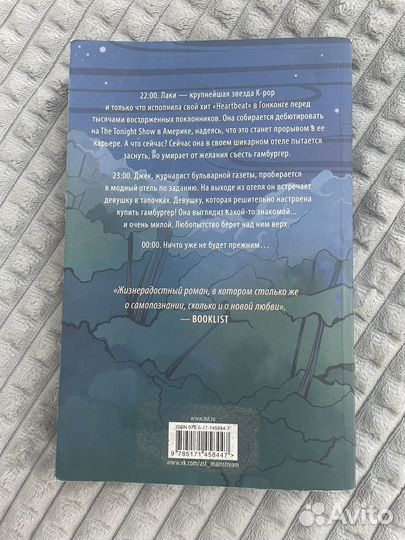 22:00. Лаки — крупнейшая звезда K-pop
и только что исполнила свой хит «Heartbeat» в Гонконге перед
тысячами восторженных поклонников. Она собирается дебютировать
на The Tonight Show в Америке, надеясь, что это станет прорывом в ее
карьере. А что сейчас? Сейчас она в своем шикарном отеле пытается
заснуть, но умирает от желания съесть гамбургер.
23:00. Джек, журналист бульварной газеты, пробирается
в модный отель по заданию. На выходе из отеля он встречает
девушку в тапочках. Девушку, которая решительно настроена
купить гамбургер! Она выглядит какой-то знакомой...
и очень милой. Любопытство берет над ним верх.
00:00. Ничто уже не будет прежним...
«Жизнерадостный роман, в котором столько же
о самопознании, сколько и о новой любви».
— BOOKLIST
www.ast.ru
ISBN 978-5-17-145844-7
9 785171 458447 >
www.vk.com/ast_mainstream
Avito